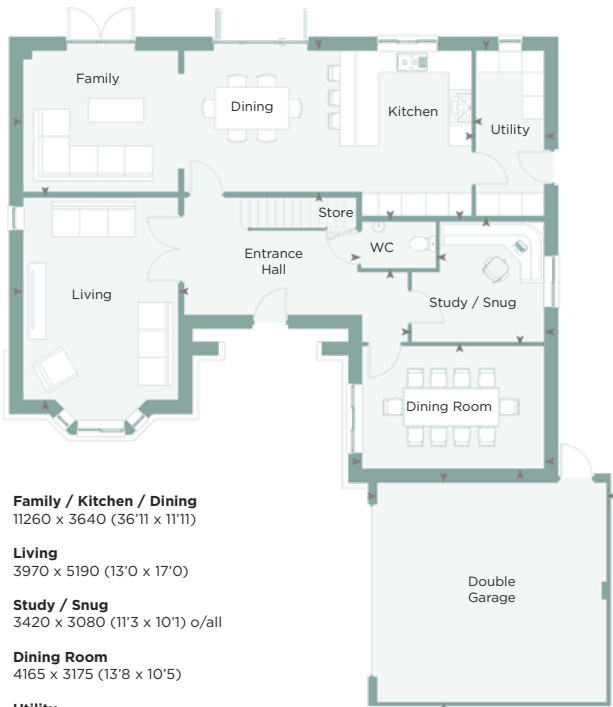 Family
Dining
Kitchen
Utility
Store
WC
Entrance
Hall
Living
Study / Snug
Dining Room
Double
Garage
Family / Kitchen / Dining
11260 x 3640 (36'11 x 11'11)
Living
3970 x 5190 (13'0 x 17'0)
Study / Snug
3420 x 3080 (11'3 x 10'1) o/all
Dining Room
4165 x 3175 (13'8 x 10'5)
Utility